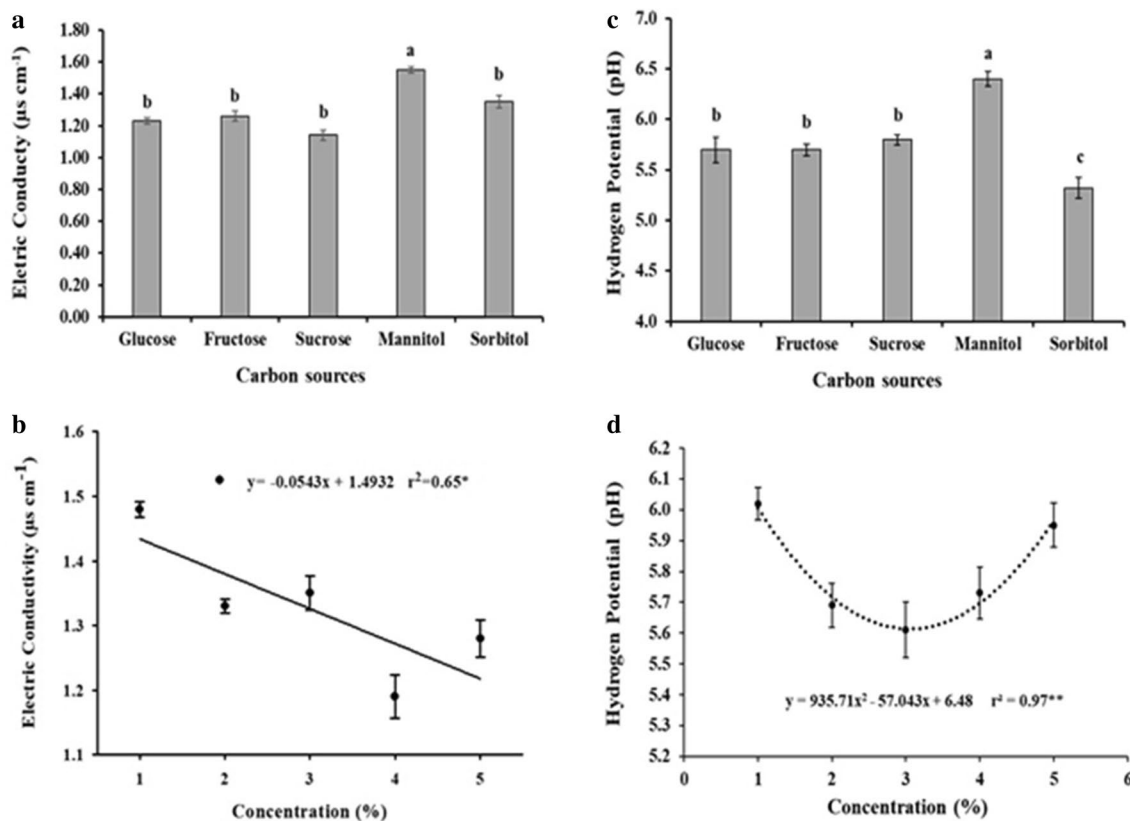 a
Eletric Conducty (µs cm⁻¹)
1.80
1.60
1.40
1.20
1.00
0.80
0.60
0.40
0.20
0.00
b
b
b
a
b
Glucose Fructose Sucrose Mannitol Sorbitol
Carbon sources
c
Hydrogen Potential (pH)
7.0
6.5
6.0
5.5
5.0
4.5
4.0
b
b
b
a
c
Glucose Fructose Sucrose Mannitol Sorbitol
Carbon sources
b
Electric Conductivity (µs cm⁻¹)
1.6
1.5
1.4
1.3
1.2
1.1
y= -0.0543x + 1.4932 r²=0.65*
1 2 3 4 5
Concentration (%)
d
Hydrogen Potential (pH)
6.2
6.1
6.0
5.9
5.8
5.7
5.6
5.5
5.4
5.3
5.2
y = 935.71x² - 57.043x + 6.48 r² = 0.97**
0 1 2 3 4 5 6
Concentration (%)